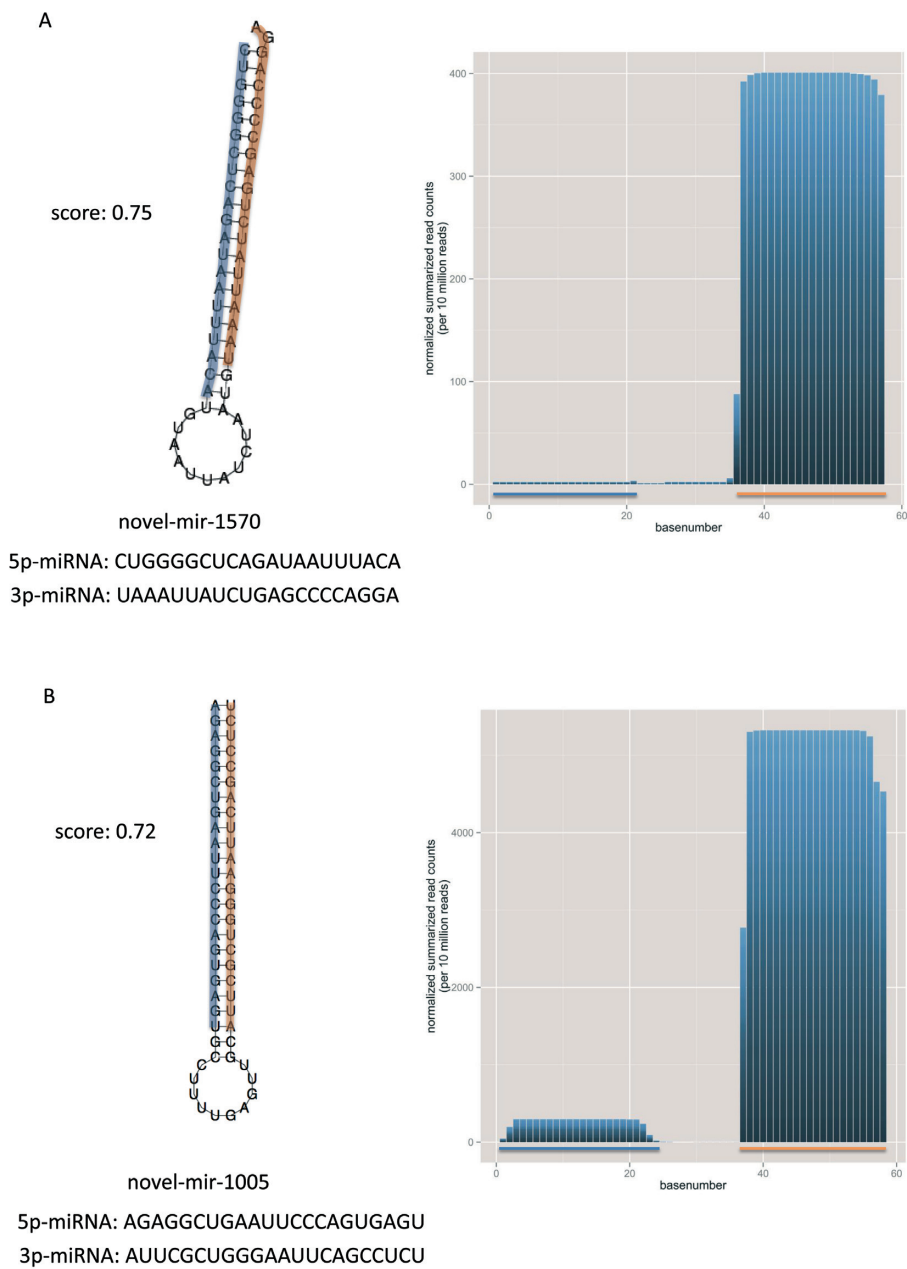 A
score: 0.75
novel-mir-1570
5p-miRNA: CUGGGGCUCAGAUAAUUUACA
3p-miRNA: UAAAUUAUCUGAGCCCCAGGA
normalized summarized read counts
(per 10 million reads)
400
300
200
100
0
0 20 40 60
basenumber
B
score: 0.72
novel-mir-1005
5p-miRNA: AGAGGCUGAAUUCCCAGUGAGU
3p-miRNA: AUUCGCUGGGAAUUCAGCCUCU
normalized summarized read counts
(per 10 million reads)
4000
2000
0
0 20 40 60
basenumber